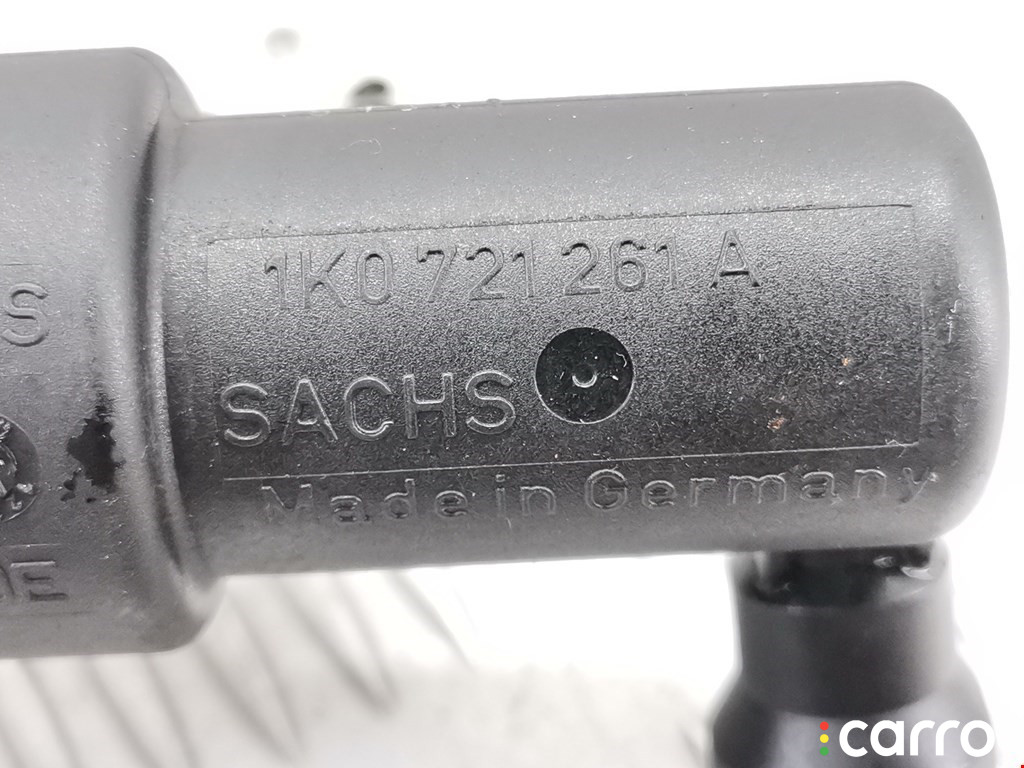 1K0 721 261 A
S
SACHS
Made in Germany
carro